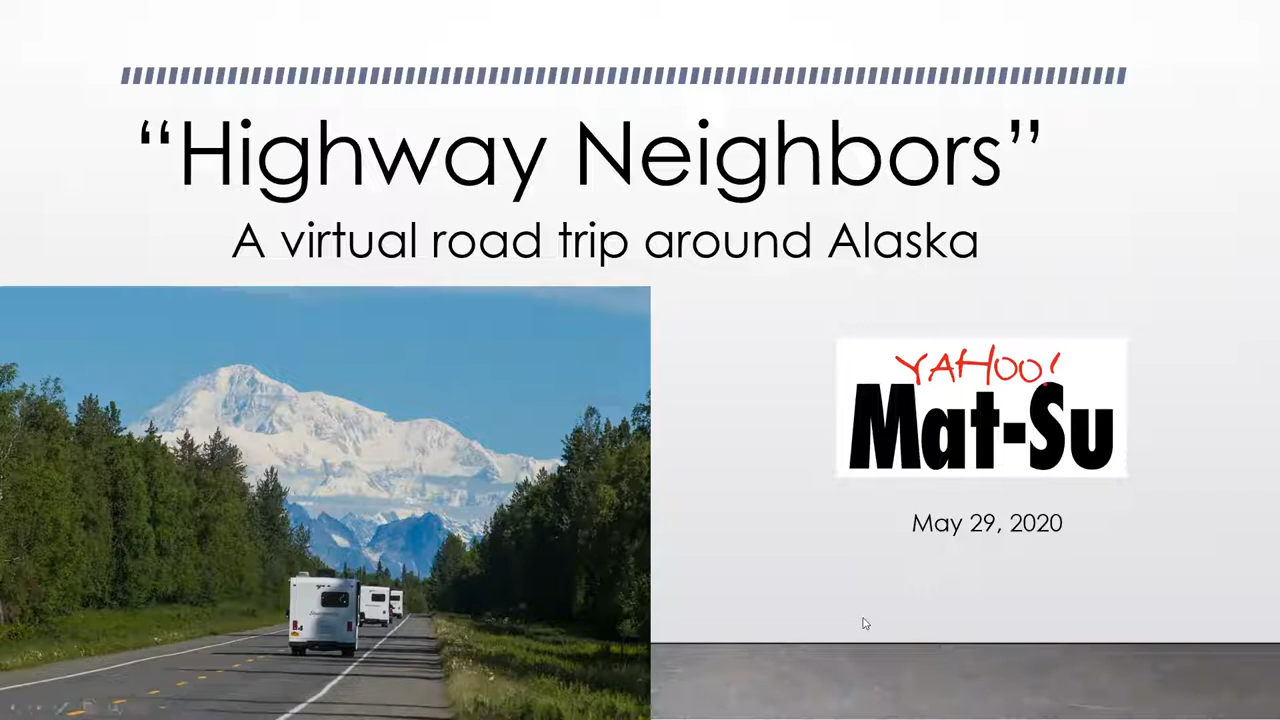 “Highway Neighbors”
A virtual road trip around Alaska
YAHOO!
Mat-Su
May 29, 2020